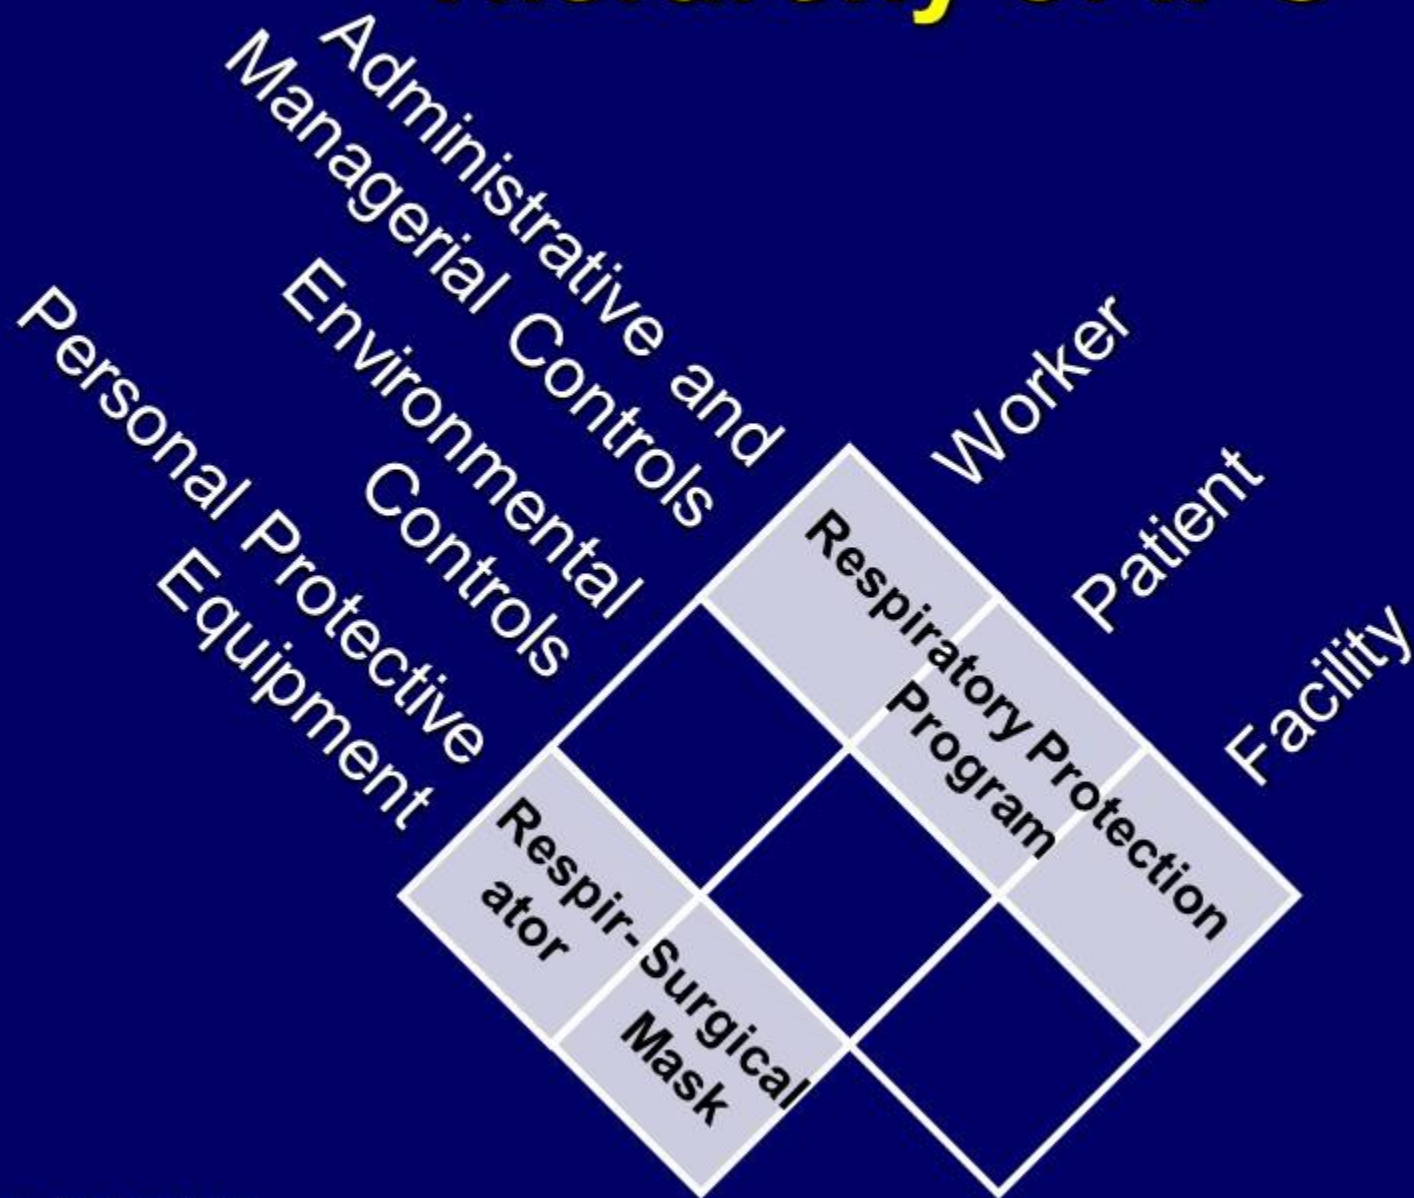 Administrative and
Managerial Controls
Environmental
Controls
Personal Protective
Equipment
Worker
Patient
Facility
Respiratory Protection
Program
Respir-
ator
Surgical
Mask